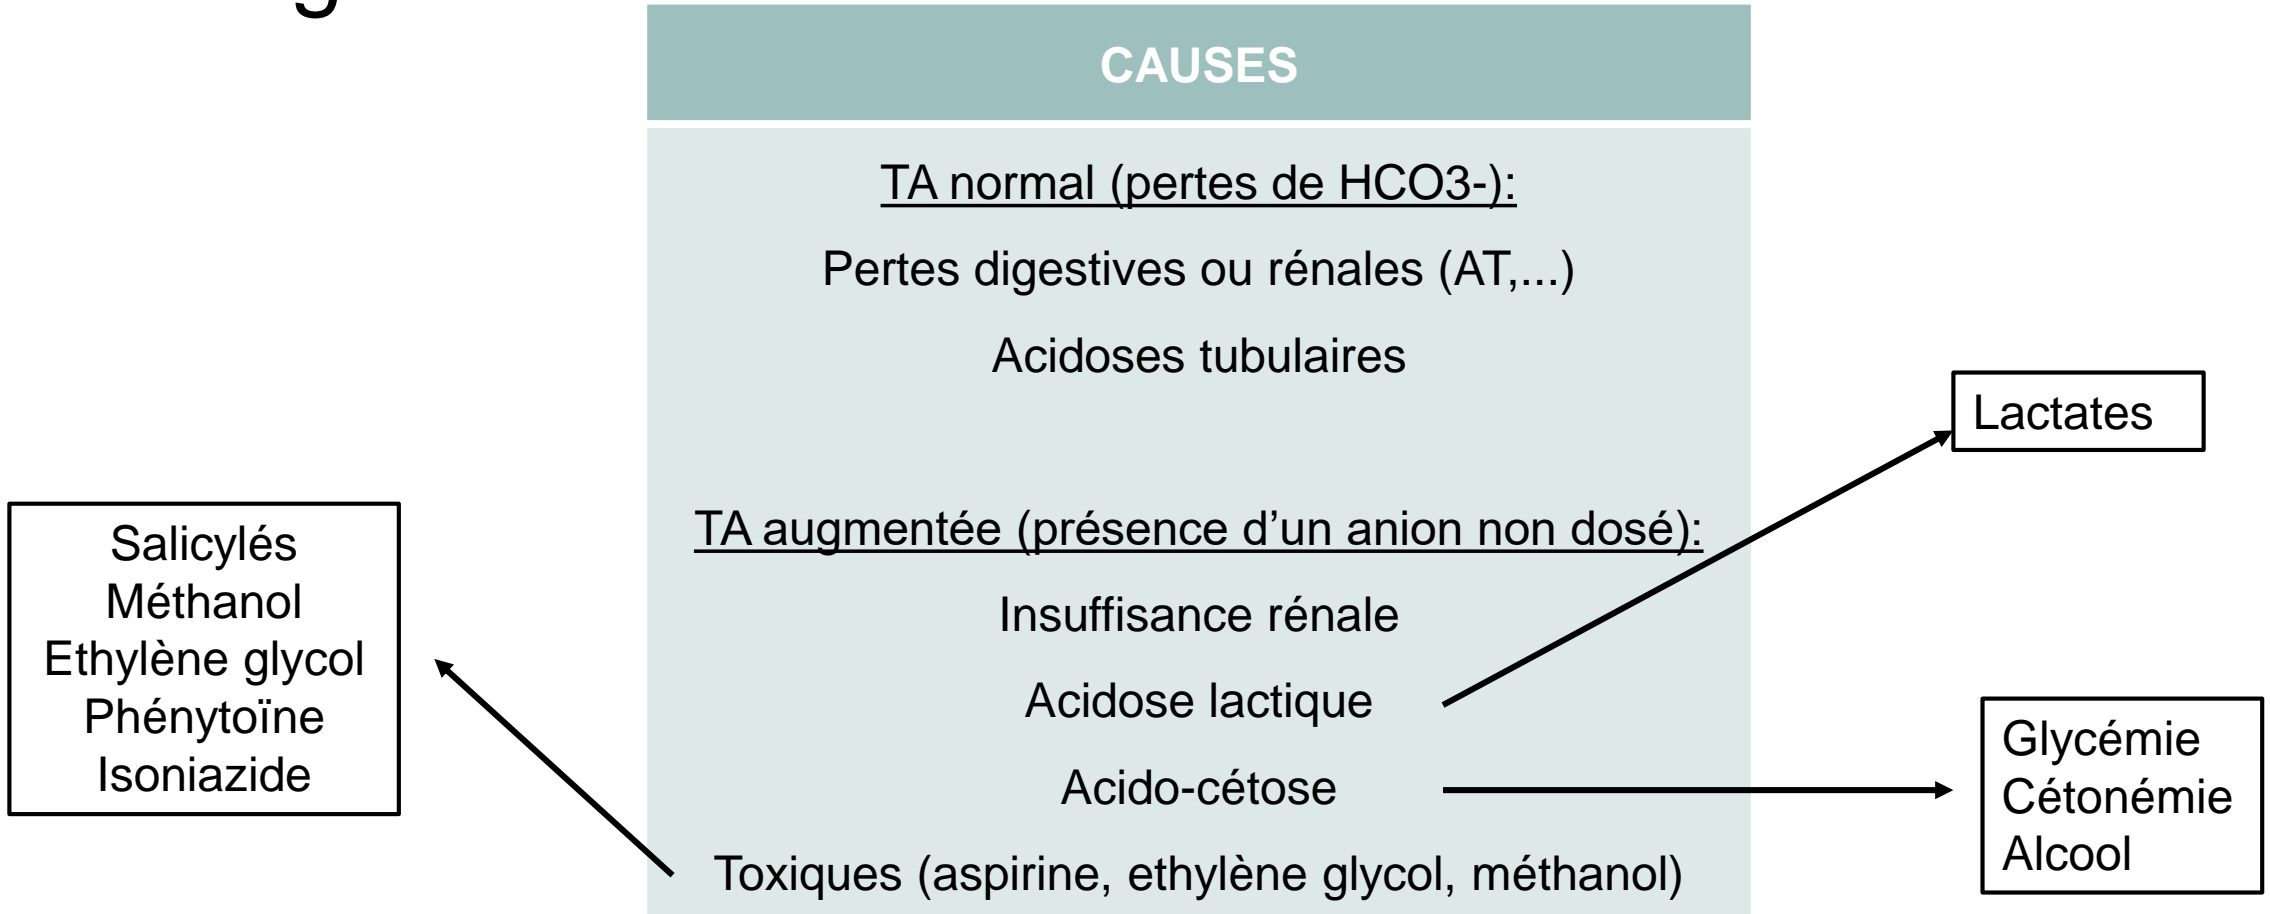 CAUSES
TA normal (pertes de HCO3-):
Pertes digestives ou rénales (AT,...)
Acidoses tubulaires
TA augmentée (présence d’un anion non dosé):
Insuffisance rénale
Acidose lactique
Acido-cétose
Toxiques (aspirine, ethylène glycol, méthanol)
Salicylés
Méthanol
Ethylène glycol
Phénytoïne
Isoniazide
Lactates
Glycémie
Cétonémie
Alcool